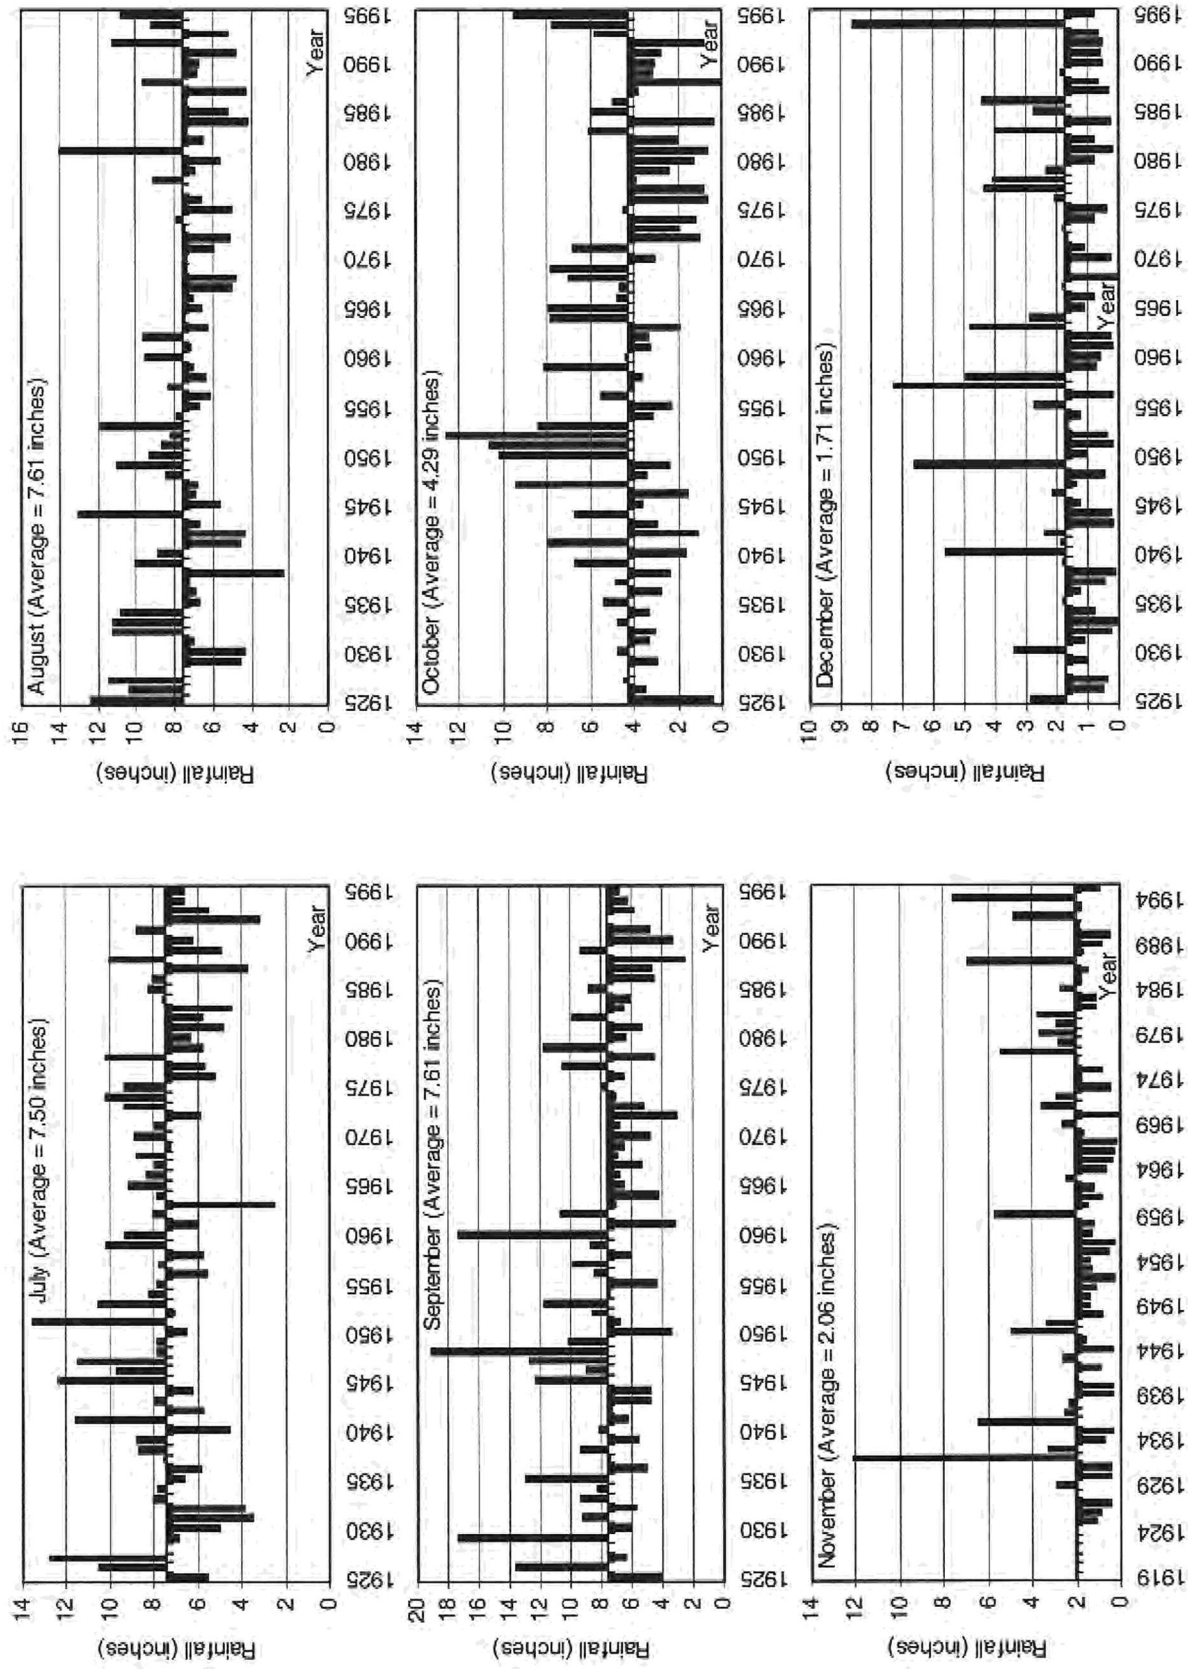 July (Average = 7.50 inches)
Rainfall (inches)
14
12
10
8
6
4
2
0
Year
1925 1930 1935 1940 1945 1950 1955 1960 1965 1970 1975 1980 1985 1990 1995
August (Average = 7.61 inches)
Rainfall (inches)
16
14
12
10
8
6
4
2
0
Year
1925 1930 1935 1940 1945 1950 1955 1960 1965 1970 1975 1980 1985 1990 1995
September (Average = 7.61 inches)
Rainfall (inches)
20
18
16
14
12
10
8
6
4
2
0
Year
1925 1930 1935 1940 1945 1950 1955 1960 1965 1970 1975 1980 1985 1990 1995
October (Average = 4.29 inches)
Rainfall (inches)
14
12
10
8
6
4
2
0
Year
1925 1930 1935 1940 1945 1950 1955 1960 1965 1970 1975 1980 1985 1990 1995
November (Average = 2.06 inches)
Rainfall (inches)
14
12
10
8
6
4
2
0
Year
1919 1924 1929 1934 1939 1944 1949 1954 1959 1964 1969 1974 1979 1984 1989 1994
December (Average = 1.71 inches)
Rainfall (inches)
10
9
8
7
6
5
4
3
2
1
0
Year
1925 1930 1935 1940 1945 1950 1955 1960 1965 1970 1975 1980 1985 1990 1995